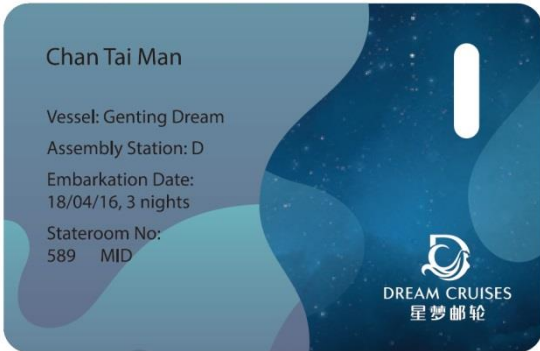 Chan Tai Man
Vessel: Genting Dream
Assembly Station: D
Embarkation Date:
18/04/16, 3 nights
Stateroom No:
589 MID
DREAM CRUISES
星梦邮轮